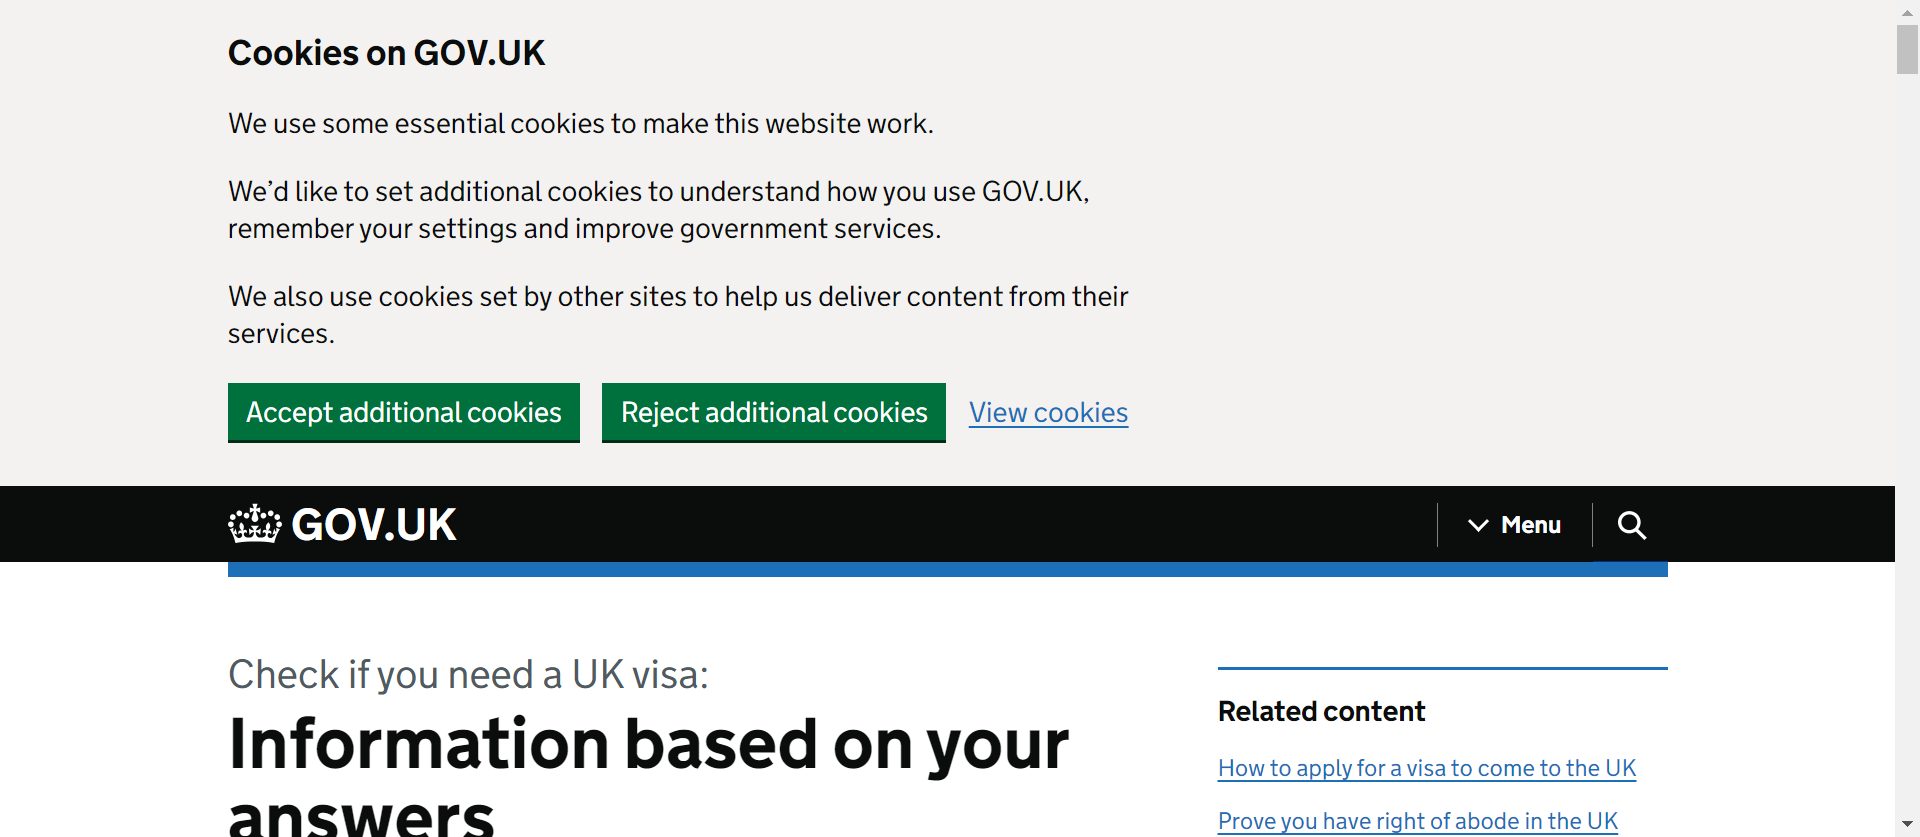 Cookies on GOV.UK
We use some essential cookies to make this website work.
We’d like to set additional cookies to understand how you use GOV.UK,
remember your settings and improve government services.
We also use cookies set by other sites to help us deliver content from their
services.
Accept additional cookies
Reject additional cookies
View cookies
GOV.UK
Menu
Check if you need a UK visa:
Information based on your
answers
Related content
How to apply for a visa to come to the UK
Prove you have right of abode in the UK